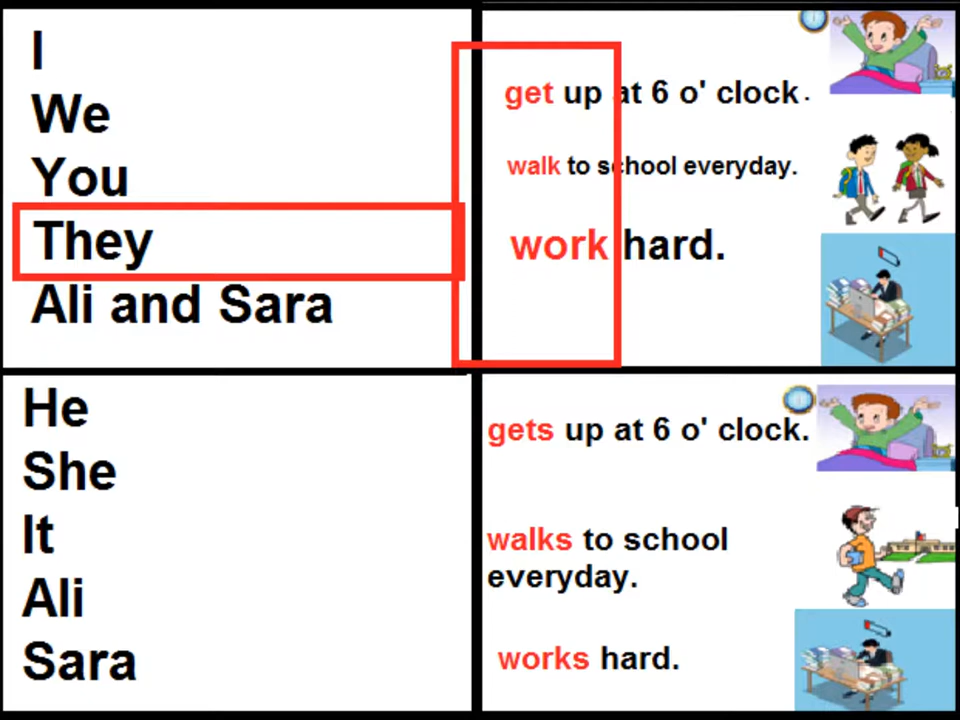 I
We
You
They
Ali and Sara
get up at 6 o' clock.
walk to school everyday.
work hard.
He
She
It
Ali
Sara
gets up at 6 o' clock.
walks to school
everyday.
works hard.